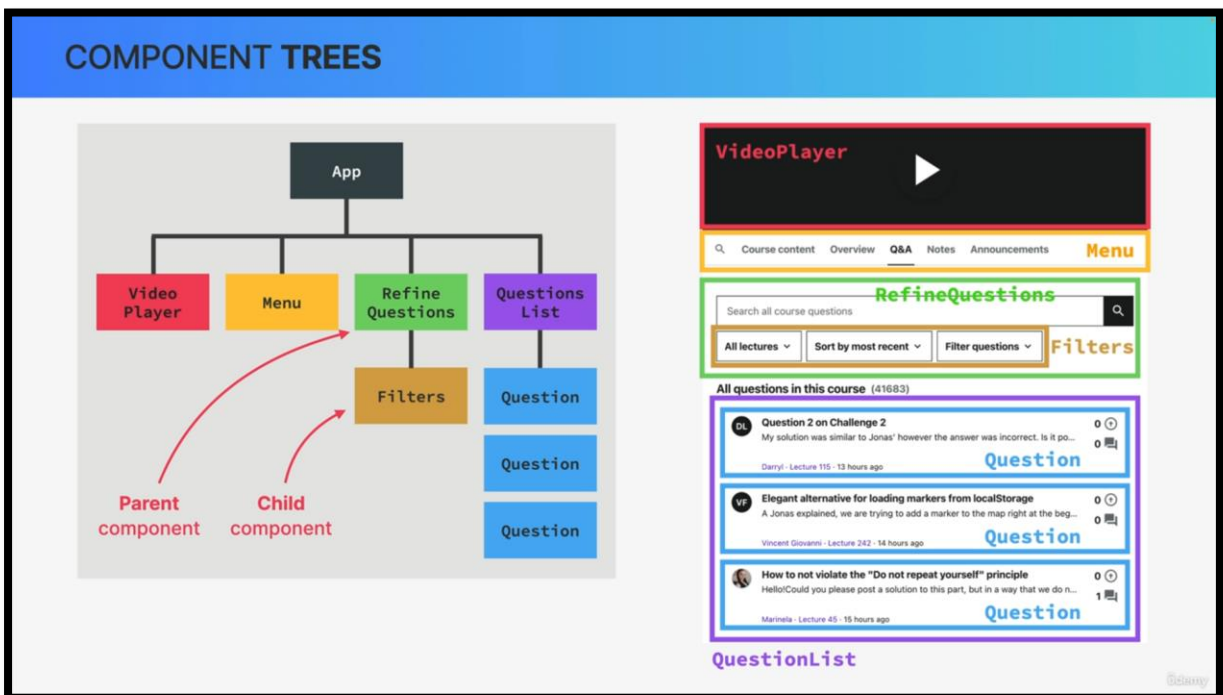 COMPONENT TREES
App
Video
Player
Menu
Refine
Questions
Questions
List
Filters
Question
Question
Question
Parent
component
Child
component
VideoPlayer
Course content Overview Q&A Notes Announcements Menu
RefineQuestions
Search all course questions
All lectures Sort by most recent Filter questions Filters
All questions in this course (41683)
DL Question 2 on Challenge 2 0
My solution was similar to Jonas' however the answer was incorrect. Is it po... 0
Question
Darryl · Lecture 115 · 13 hours ago
VF Elegant alternative for loading markers from localStorage 0
A Jonas explained, we are trying to add a marker to the map right at the beg... 0
Question
Vincent Giovanni · Lecture 242 · 14 hours ago
How to not violate the "Do not repeat yourself" principle 0
Hello!Could you please post a solution to this part, but in a way that we do n... 1
Question
Marinela · Lecture 45 · 15 hours ago
QuestionList
Udemy